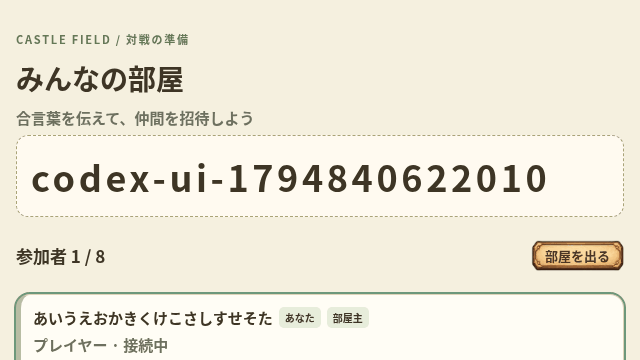 CASTLE FIELD / 対戦の準備
みんなの部屋
合言葉を伝えて、仲間を招待しよう
codex-ui-1794840622010
参加者 1 / 8
部屋を出る
あいうえおかきくけこさしすせそた あなた 部屋主
プレイヤー・接続中